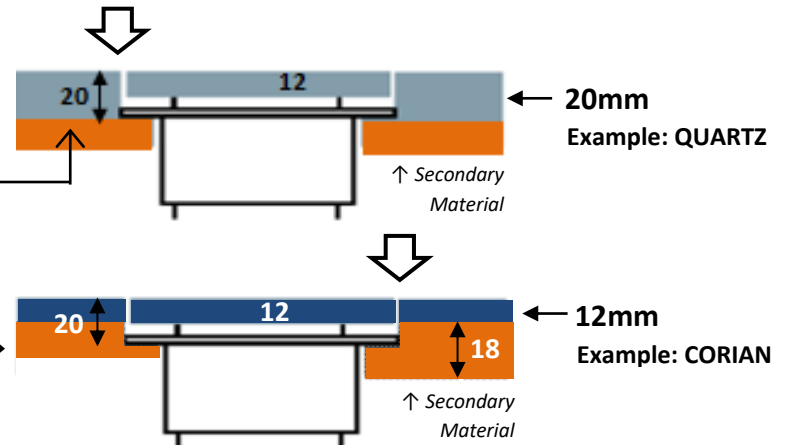 20
12
20mm
Example: QUARTZ
↑ Secondary
Material
20
12
12mm
18
Example: CORIAN
↑ Secondary
Material